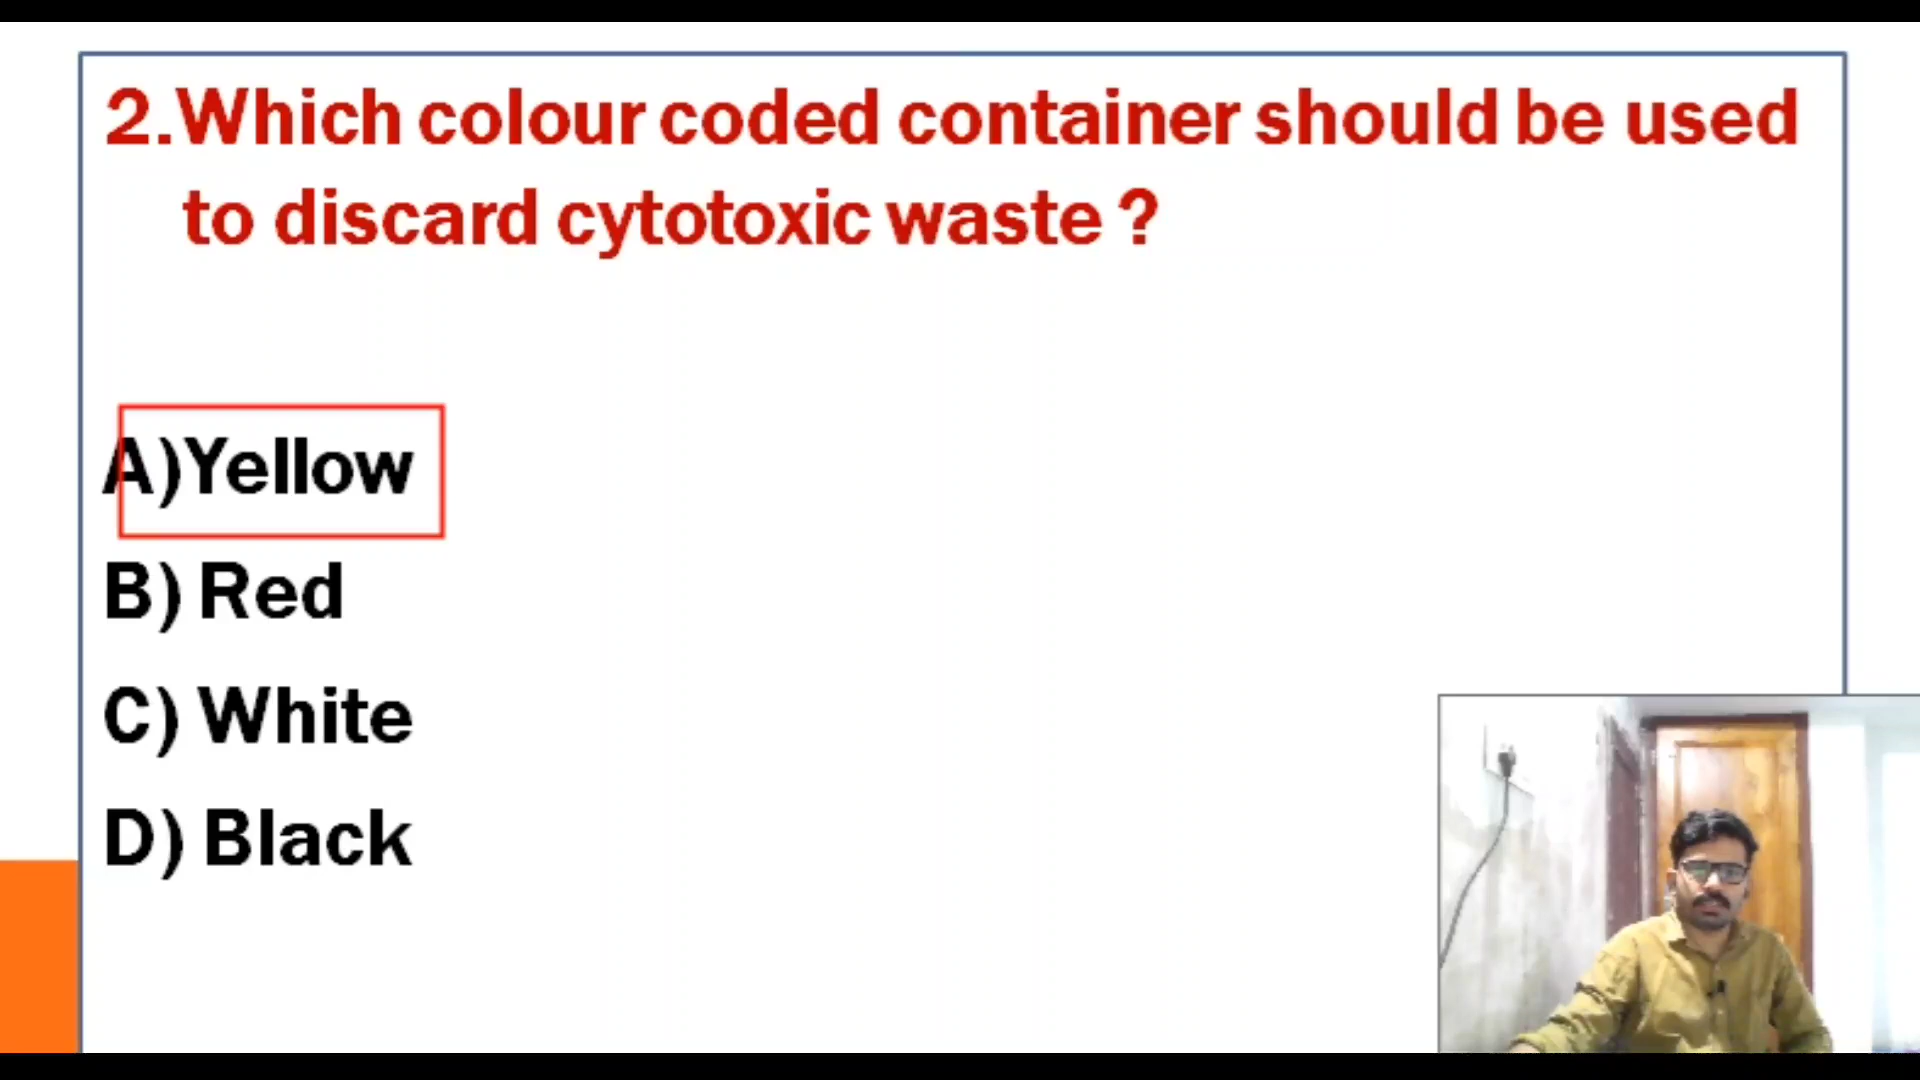 2.Which colour coded container should be used
to discard cytotoxic waste ?
A)Yellow
B) Red
C) White
D) Black